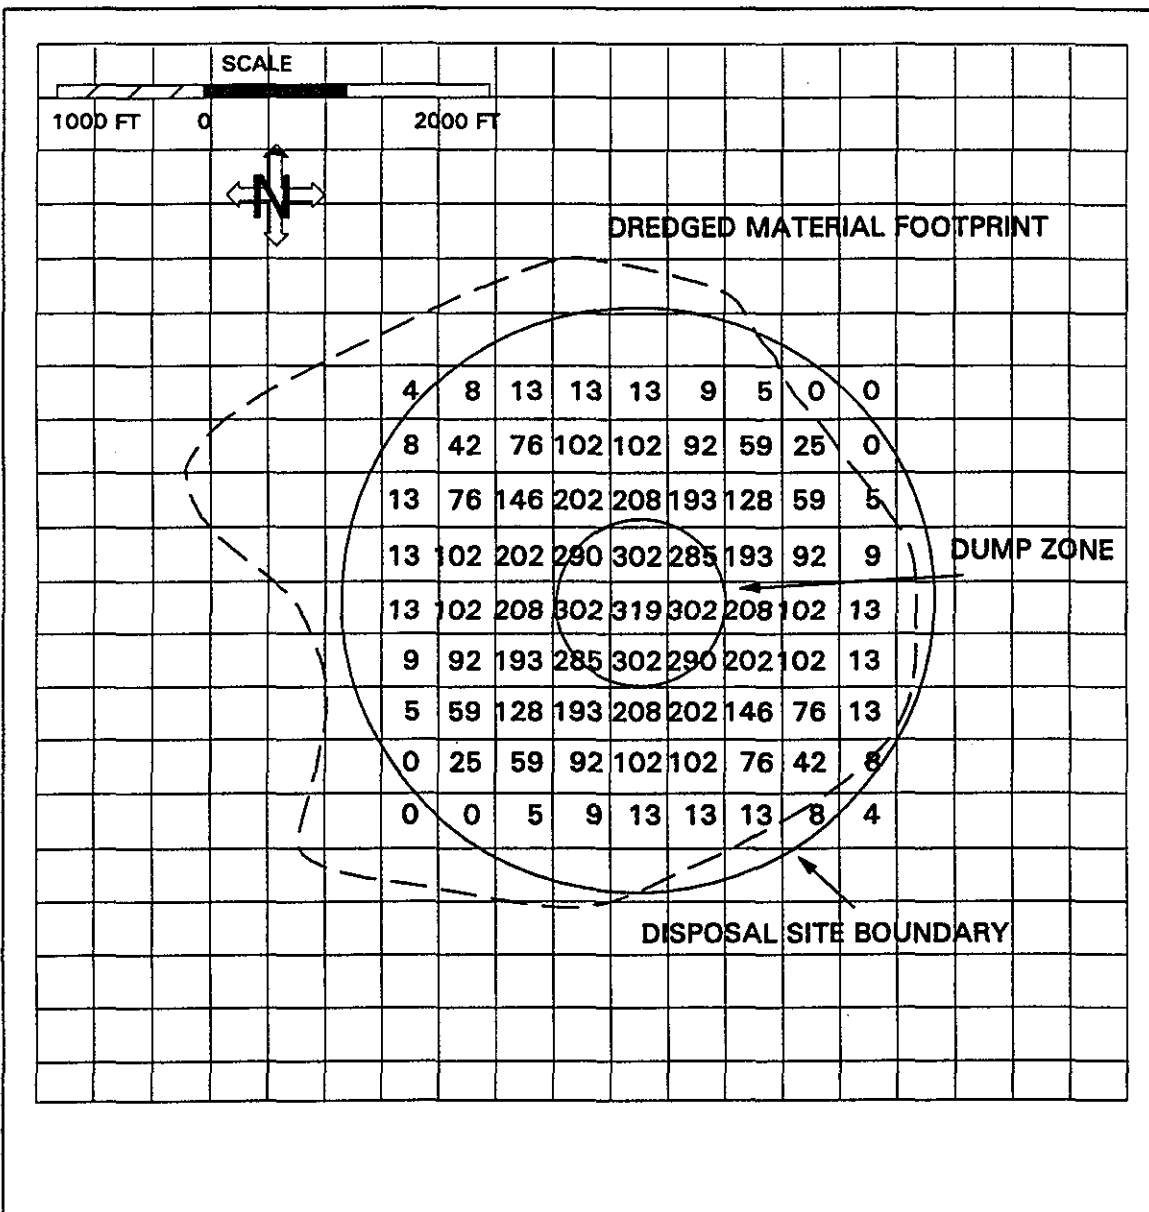 SCALE
1000 FT 0 2000 FT
N
DREDGED MATERIAL FOOTPRINT
4 8 13 13 13 9 5 0 0
8 42 76 102 102 92 59 25 0
13 76 146 202 208 193 128 59 5
13 102 202 290 302 285 193 92 9
DUMP ZONE
13 102 208 302 319 302 208 102 13
9 92 193 285 302 290 202 102 13
5 59 128 193 208 202 146 76 13
0 25 59 92 102 102 76 42 8
0 0 5 9 13 13 13 8 4
DISPOSAL SITE BOUNDARY